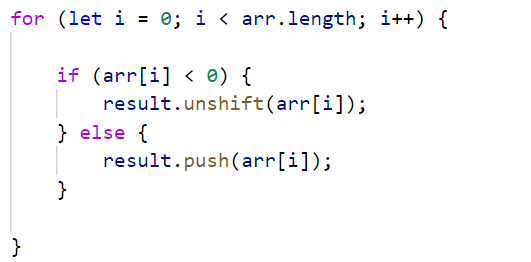 for (let i = 0; i < arr.length; i++) {
if (arr[i] < 0) {
result.unshift(arr[i]);
} else {
result.push(arr[i]);
}
}